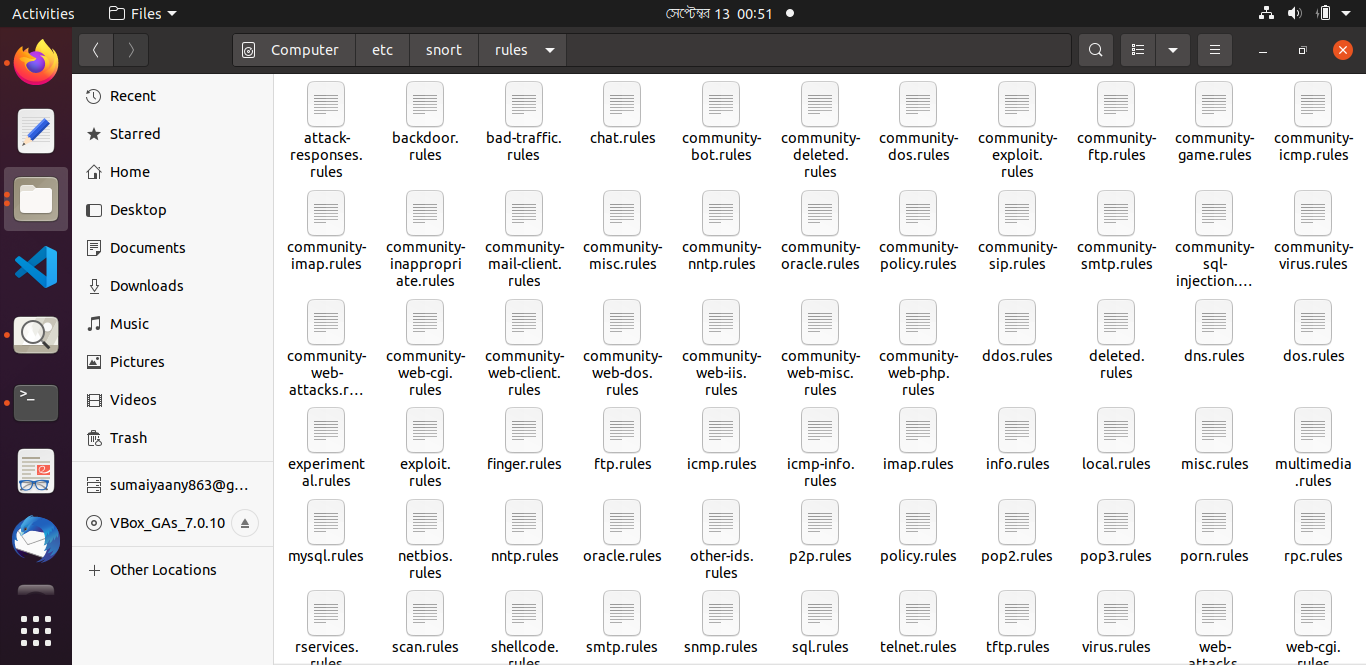 Activities
Files
সেপ্টেম্বর 13 00:51
Computer
etc
snort
rules
Recent
Starred
Home
Desktop
Documents
Downloads
Music
Pictures
Videos
Trash
sumaiyaany863@g...
VBox_GAs_7.0.10
Other Locations
attack-
responses.
rules
backdoor.
rules
bad-traffic.
rules
chat.rules
community-
bot.rules
community-
deleted.
rules
community-
dos.rules
community-
exploit.
rules
community-
ftp.rules
community-
game.rules
community-
icmp.rules
community-
imap.rules
community-
inappropri
ate.rules
community-
mail-client.
rules
community-
misc.rules
community-
nntp.rules
community-
oracle.rules
community-
policy.rules
community-
sip.rules
community-
smtp.rules
community-
sql-
injection....
community-
virus.rules
community-
web-
attacks.r...
community-
web-cgi.
rules
community-
web-client.
rules
community-
web-dos.
rules
community-
web-iis.
rules
community-
web-misc.
rules
community-
web-php.
rules
ddos.rules
deleted.
rules
dns.rules
dos.rules
experiment
al.rules
exploit.
rules
finger.rules
ftp.rules
icmp.rules
icmp-info.
rules
imap.rules
info.rules
local.rules
misc.rules
multimedia
.rules
mysql.rules
netbios.
rules
nntp.rules
oracle.rules
other-ids.
rules
p2p.rules
policy.rules
pop2.rules
pop3.rules
porn.rules
rpc.rules
rservices.
rules
scan.rules
shellcode.
rules
smtp.rules
snmp.rules
sql.rules
telnet.rules
tftp.rules
virus.rules
web-
attacks
web-cgi.
rules